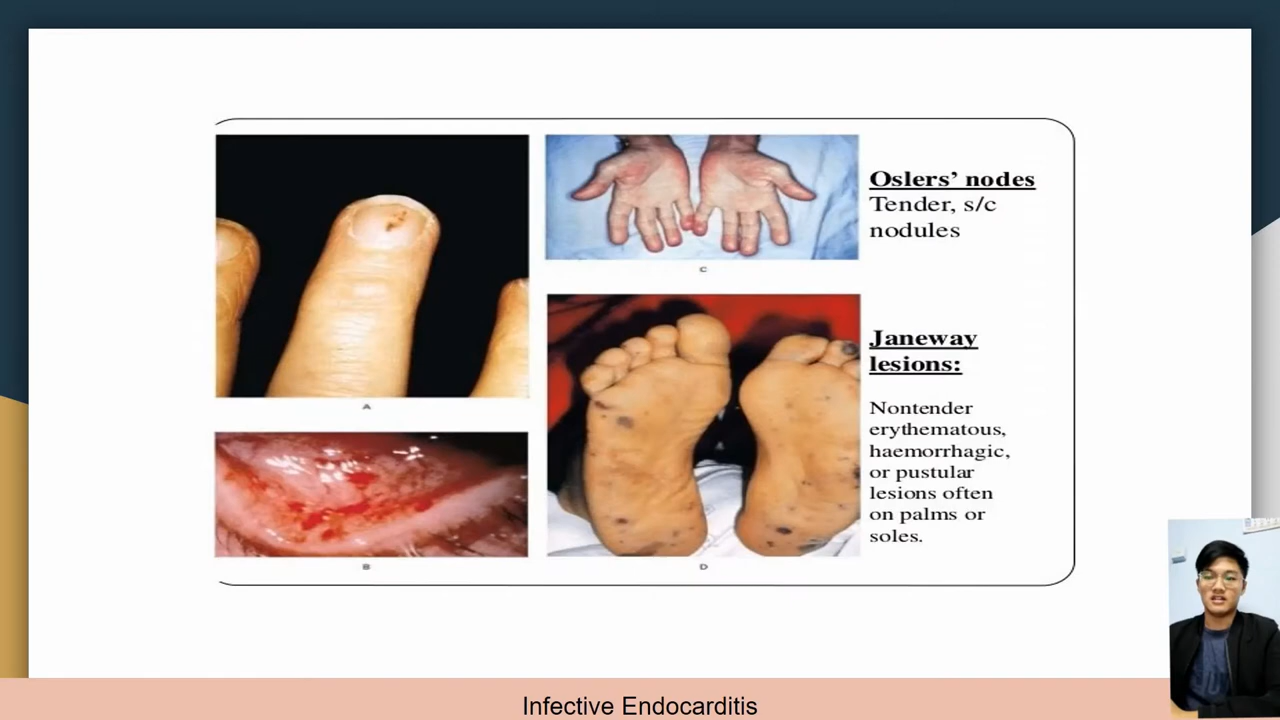 A
B
C
D
Oslers’ nodes
Tender, s/c
nodules
Janeway
lesions:
Nontender
erythematous,
haemorrhagic,
or pustular
lesions often
on palms or
soles.
Infective Endocarditis